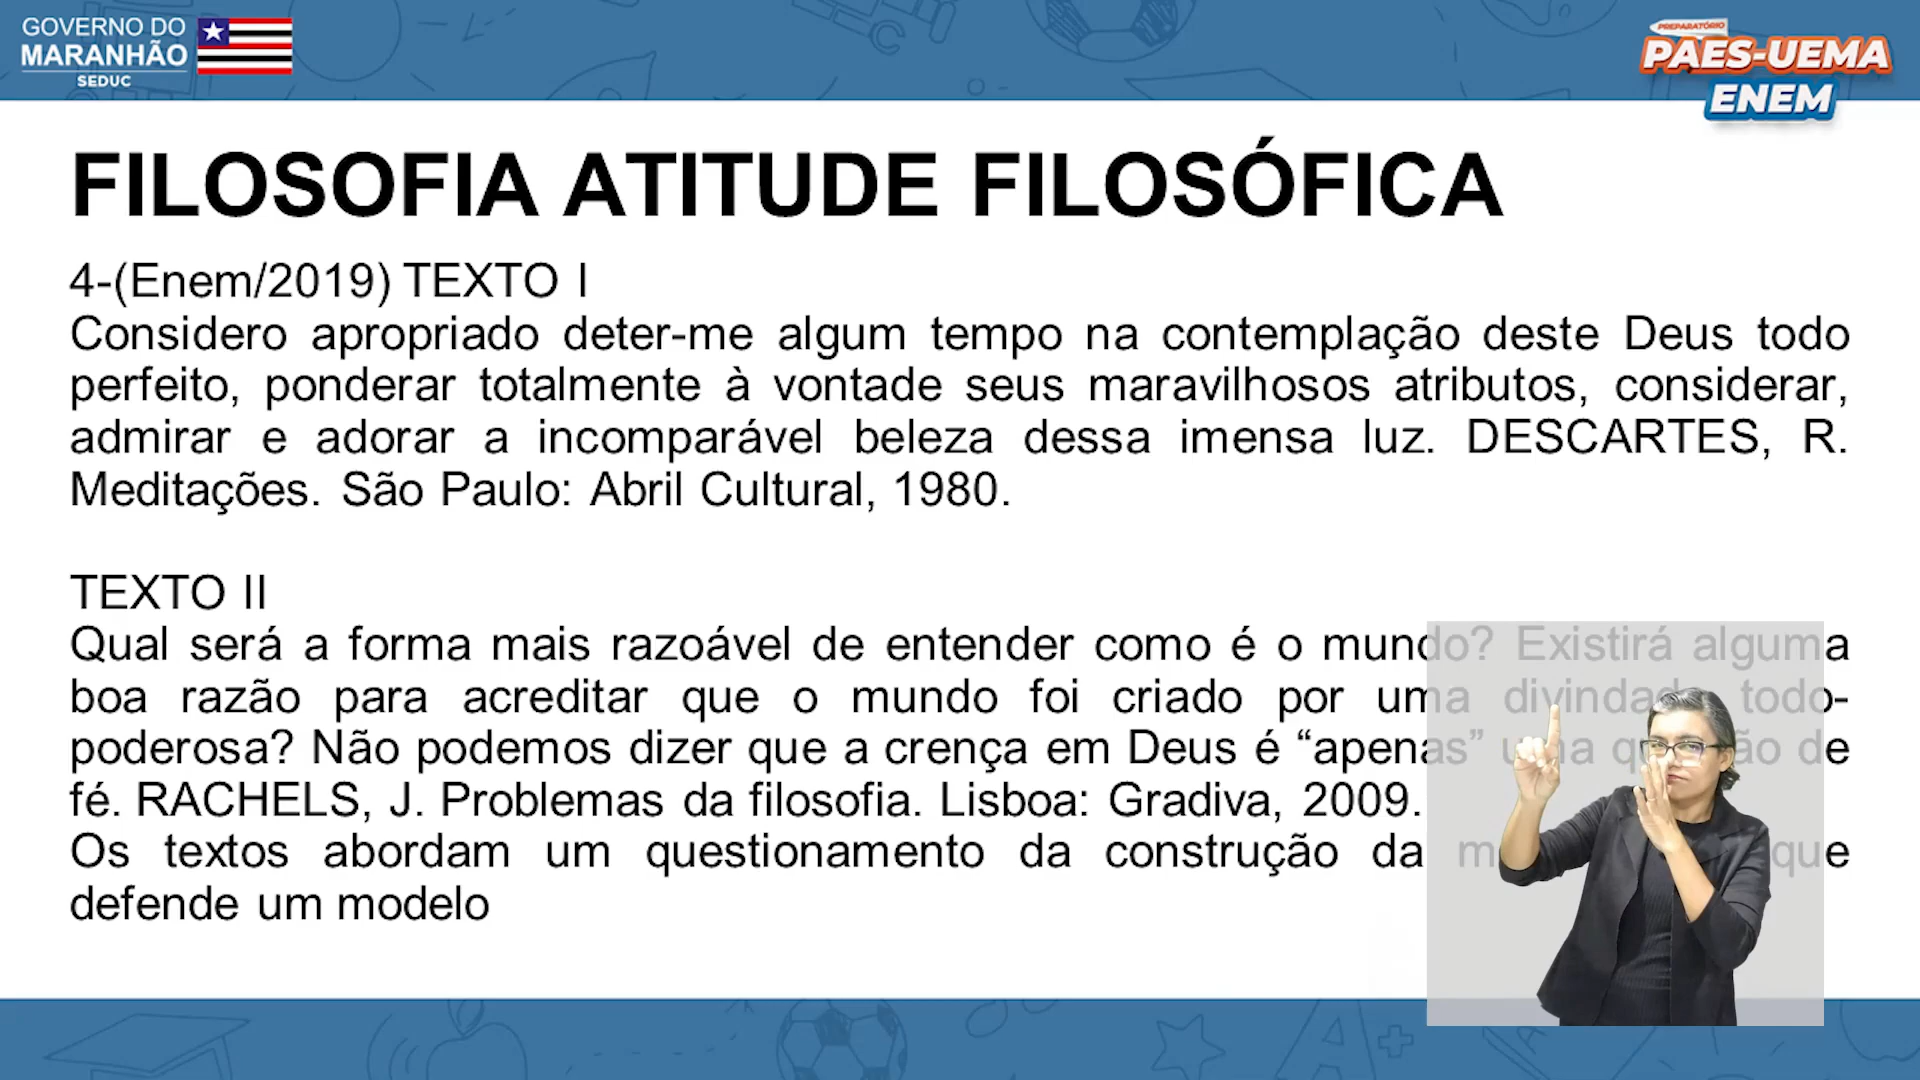 GOVERNO DO
MARANHÃO
SEDUC
PREPARATÓRIO
PAES-UEMA
ENEM
FILOSOFIA ATITUDE FILOSÓFICA
4-(Enem/2019) TEXTO I
Considero apropriado deter-me algum tempo na contemplação deste Deus todo
perfeito, ponderar totalmente à vontade seus maravilhosos atributos, considerar,
admirar e adorar a incomparável beleza dessa imensa luz. DESCARTES, R.
Meditações. São Paulo: Abril Cultural, 1980.
TEXTO II
Qual será a forma mais razoável de entender como é o mundo? Existirá alguma
boa razão para acreditar que o mundo foi criado por uma divindade todo-
poderosa? Não podemos dizer que a crença em Deus é “apenas” uma questão de
fé. RACHELS, J. Problemas da filosofia. Lisboa: Gradiva, 2009.
Os textos abordam um questionamento da construção da que
defende um modelo